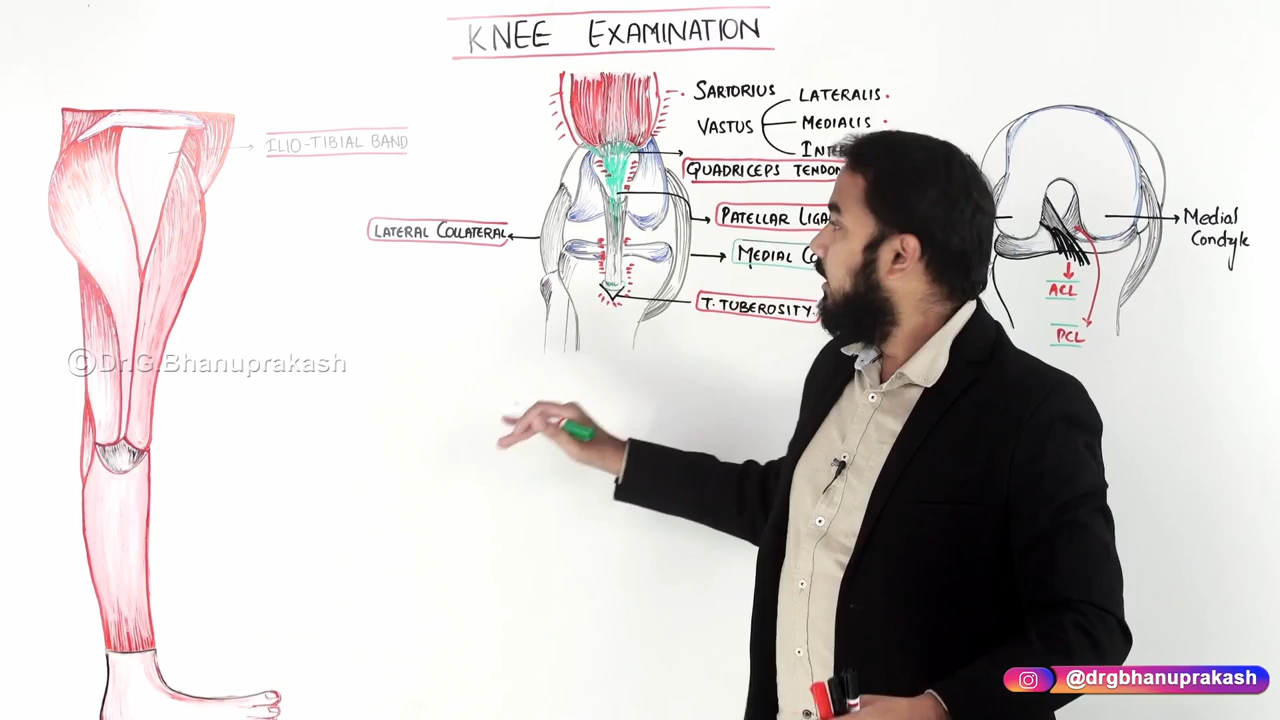 KNEE EXAMINATION
ILIO-TIBIAL BAND
SARTORIUS
VASTUS
LATERALIS
MEDIALIS
QUADRICEPS TENDON
PATELLAR
LATERAL COLLATERAL
MEDIAL
T. TUBEROSITY
ACL
PCL
Medial
Condyle
©Dr.G.Bhanuprakash
@drgbhanuprakash